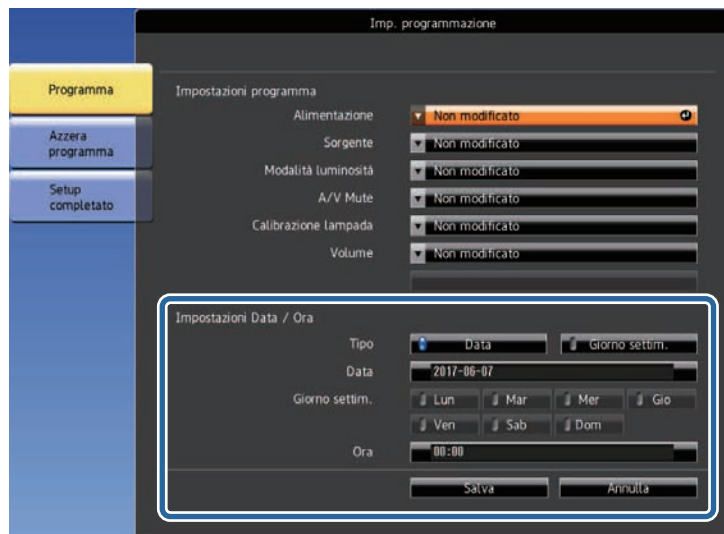 Imp. programmazione
Programma
Azzera
programma
Setup
completato
Impostazioni programma
Alimentazione Non modificato
Sorgente Non modificato
Modalità luminosità Non modificato
A/V Mute Non modificato
Calibrazione lampada Non modificato
Volume Non modificato
Impostazioni Data / Ora
Tipo Data Giorno settim.
Data 2017-06-07
Giorno settim. Lun Mar Mer Gio
Ven Sab Dom
Ora 00:00
Salva Annulla